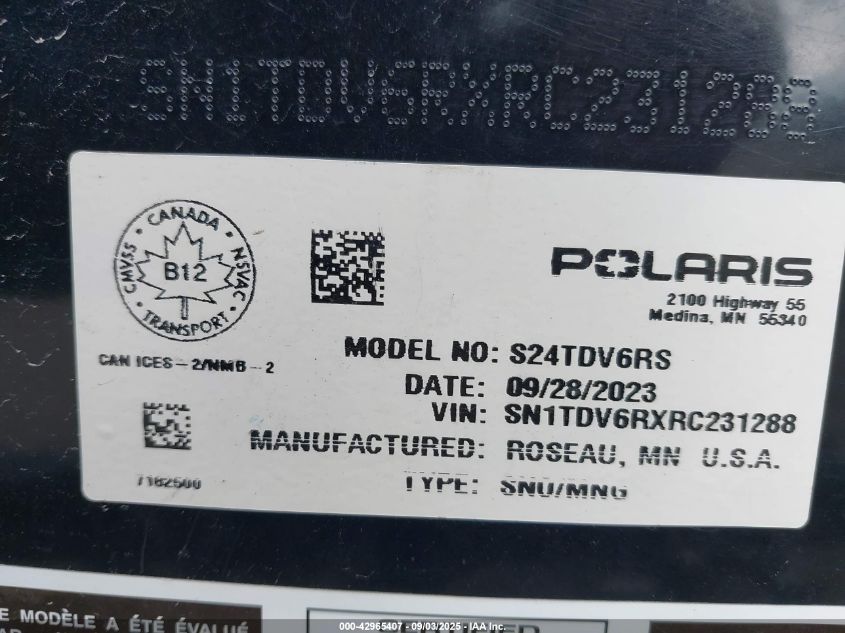 SN1TDV6RXRC231288
CANADA
CMVSS
B12
NSVAC
TRANSPORT
POLARIS
2100 Highway 55
Medina, MN 55340
CAN ICES-2/NMB-2
MODEL NO: S24TDV6RS
DATE: 09/28/2023
VIN: SN1TDV6RXRC231288
MANUFACTURED: ROSEAU, MN U.S.A.
7182500
TYPE: SNO/MNG
E MODÈLE A ÉTÉ ÉVALUÉ
000-42965407 - 09/03/2025 - IAA Inc.